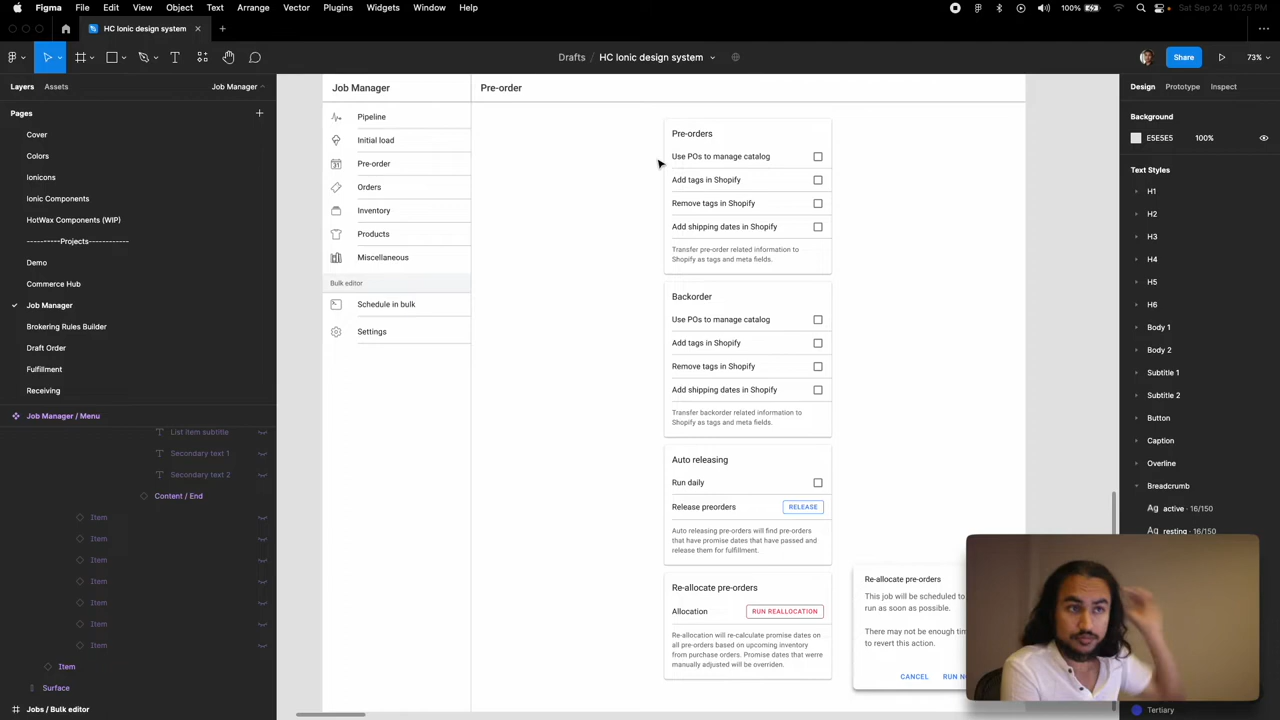 Figma File Edit View Object Text Arrange Vector Plugins Widgets Window Help
100% Sat Sep 24 10:25 PM
HC Ionic design system
Drafts / HC Ionic design system
Share
73%
Layers Assets Job Manager
Pages
Cover
Colors
Ionicons
Ionic Components
HotWax Components (WIP)
----------Projects------------
Demo
Commerce Hub
Job Manager
Brokering Rules Builder
Draft Order
Fulfillment
Receiving
Job Manager / Menu
List item subtitle
Secondary text 1
Secondary text 2
Content / End
Item
Item
Item
Item
Item
Item
Item
Item
Surface
Jobs / Bulk editor
Job Manager
Pipeline
Initial load
Pre-order
Orders
Inventory
Products
Miscellaneous
Bulk editor
Schedule in bulk
Settings
Pre-order
Pre-orders
Use POs to manage catalog
Add tags in Shopify
Remove tags in Shopify
Add shipping dates in Shopify
Transfer pre-order related information to
Shopify as tags and meta fields.
Backorder
Use POs to manage catalog
Add tags in Shopify
Remove tags in Shopify
Add shipping dates in Shopify
Transfer backorder related information to
Shopify as tags and meta fields.
Auto releasing
Run daily
Release preorders RELEASE
Auto releasing pre-orders will find pre-orders
that have promise dates that have passed and
release them for fulfillment.
Re-allocate pre-orders
Allocation RUN REALLOCATION
Re-allocation will re-calculate promise dates on
all pre-orders based on upcoming inventory
from purchase orders. Promise dates that werre
manually adjusted will be overriden.
Re-allocate pre-orders
This job will be scheduled to
run as soon as possible.
There may not be enough
to revert this action.
CANCEL RUN
Design Prototype Inspect
Background
E5E5E5 100%
Text Styles
H1
H2
H3
H4
H5
H6
Body 1
Body 2
Subtitle 1
Subtitle 2
Button
Caption
Overline
Breadcrumb
Ag active · 16/150
Ag resting · 16/150
Tertiary